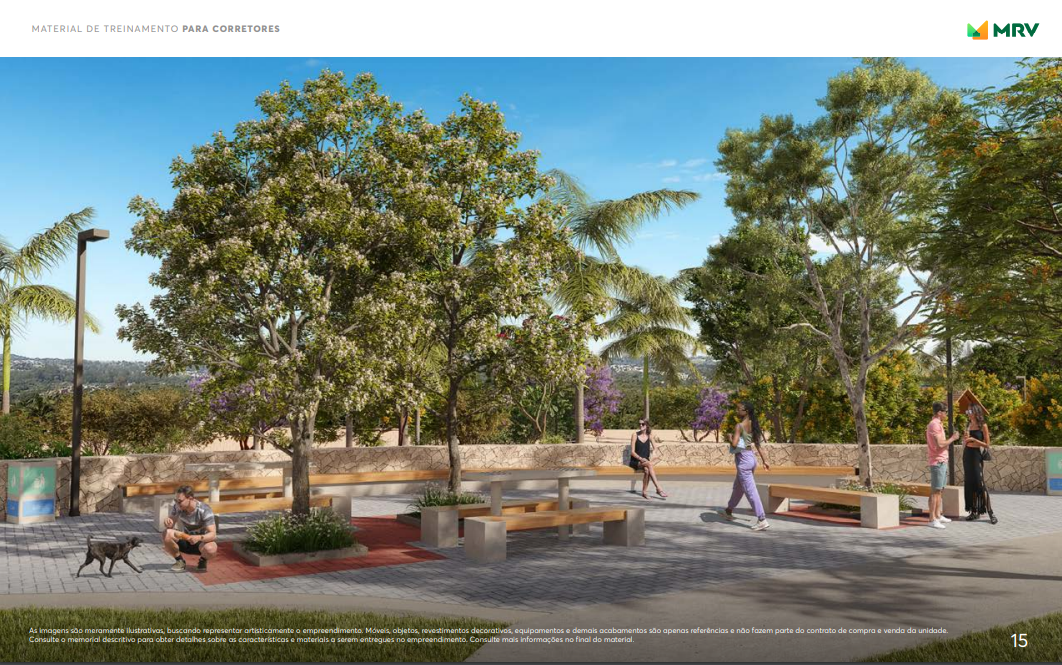 MATERIAL DE TREINAMENTO PARA CORRETORES
MRV
As imagens são meramente ilustrativas, buscando representar artisticamente o empreendimento. Móveis, objetos, revestimentos decorativos, equipamentos e demais acabamentos são apenas referências e não fazem parte do contrato de compra e venda da unidade.
Consulte o memorial descritivo para obter detalhes sobre as características e materiais a serem entregues no empreendimento. Consulte mais informações no final do material.
15